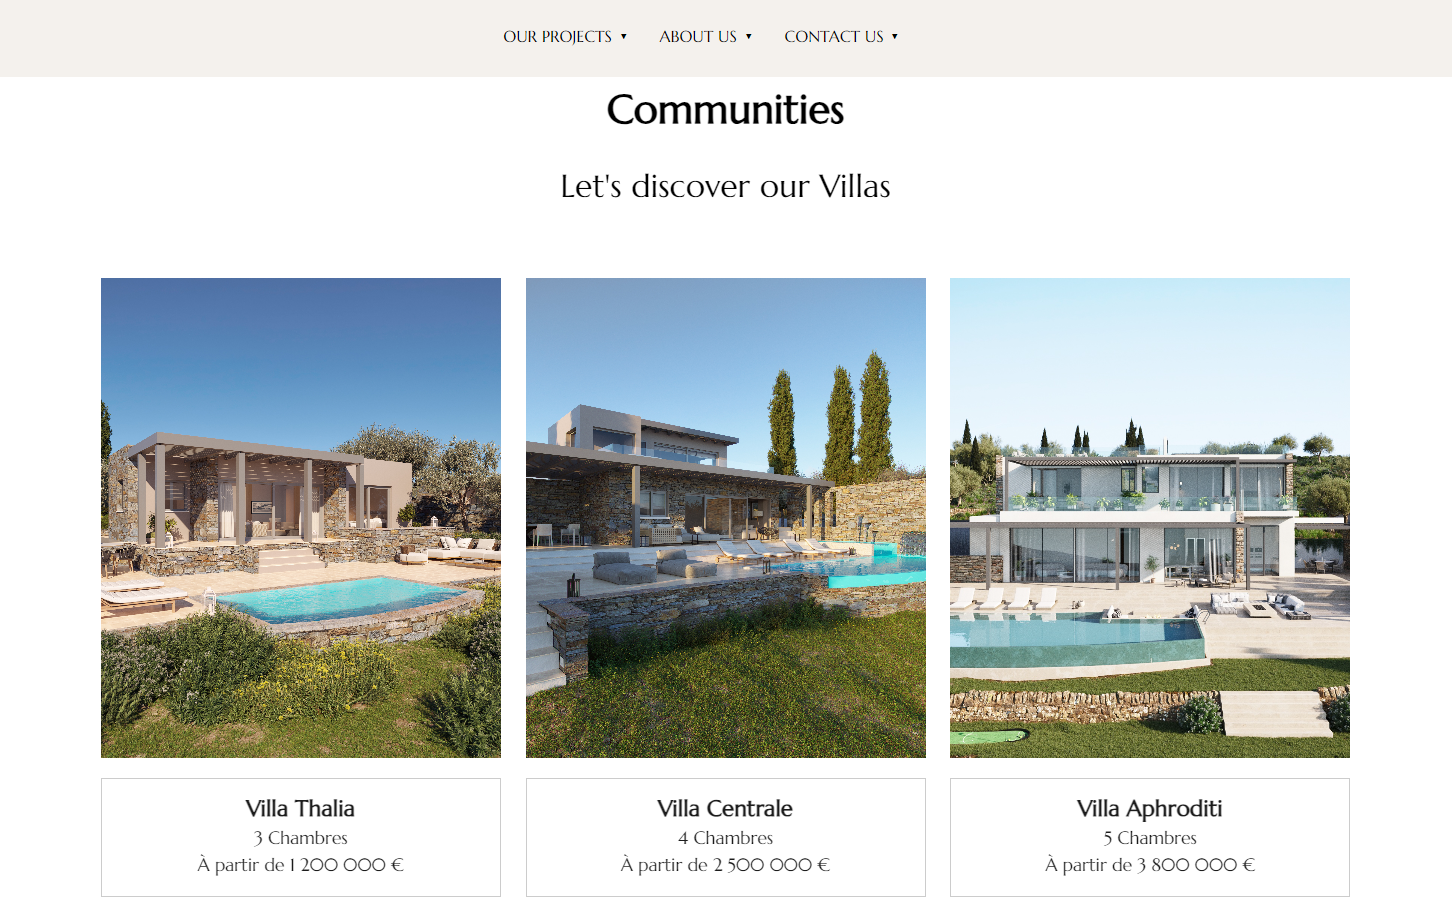 OUR PROJECTS ▼ ABOUT US ▼ CONTACT US ▼
Communities
Let's discover our Villas
Villa Thalia
3 Chambres
À partir de 1 200 000 €
Villa Centrale
4 Chambres
À partir de 2 500 000 €
Villa Aphroditi
5 Chambres
À partir de 3 800 000 €